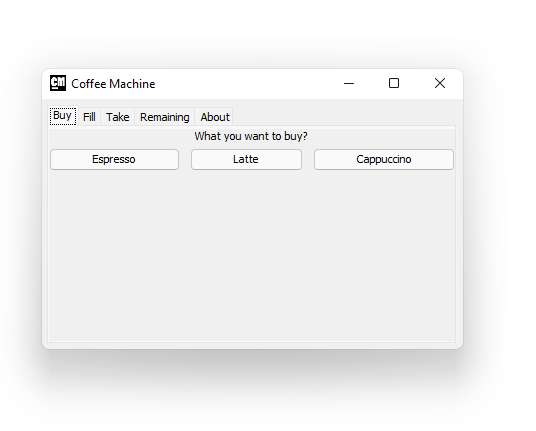 CM Coffee Machine
Buy Fill Take Remaining About
What you want to buy?
Espresso Latte Cappuccino